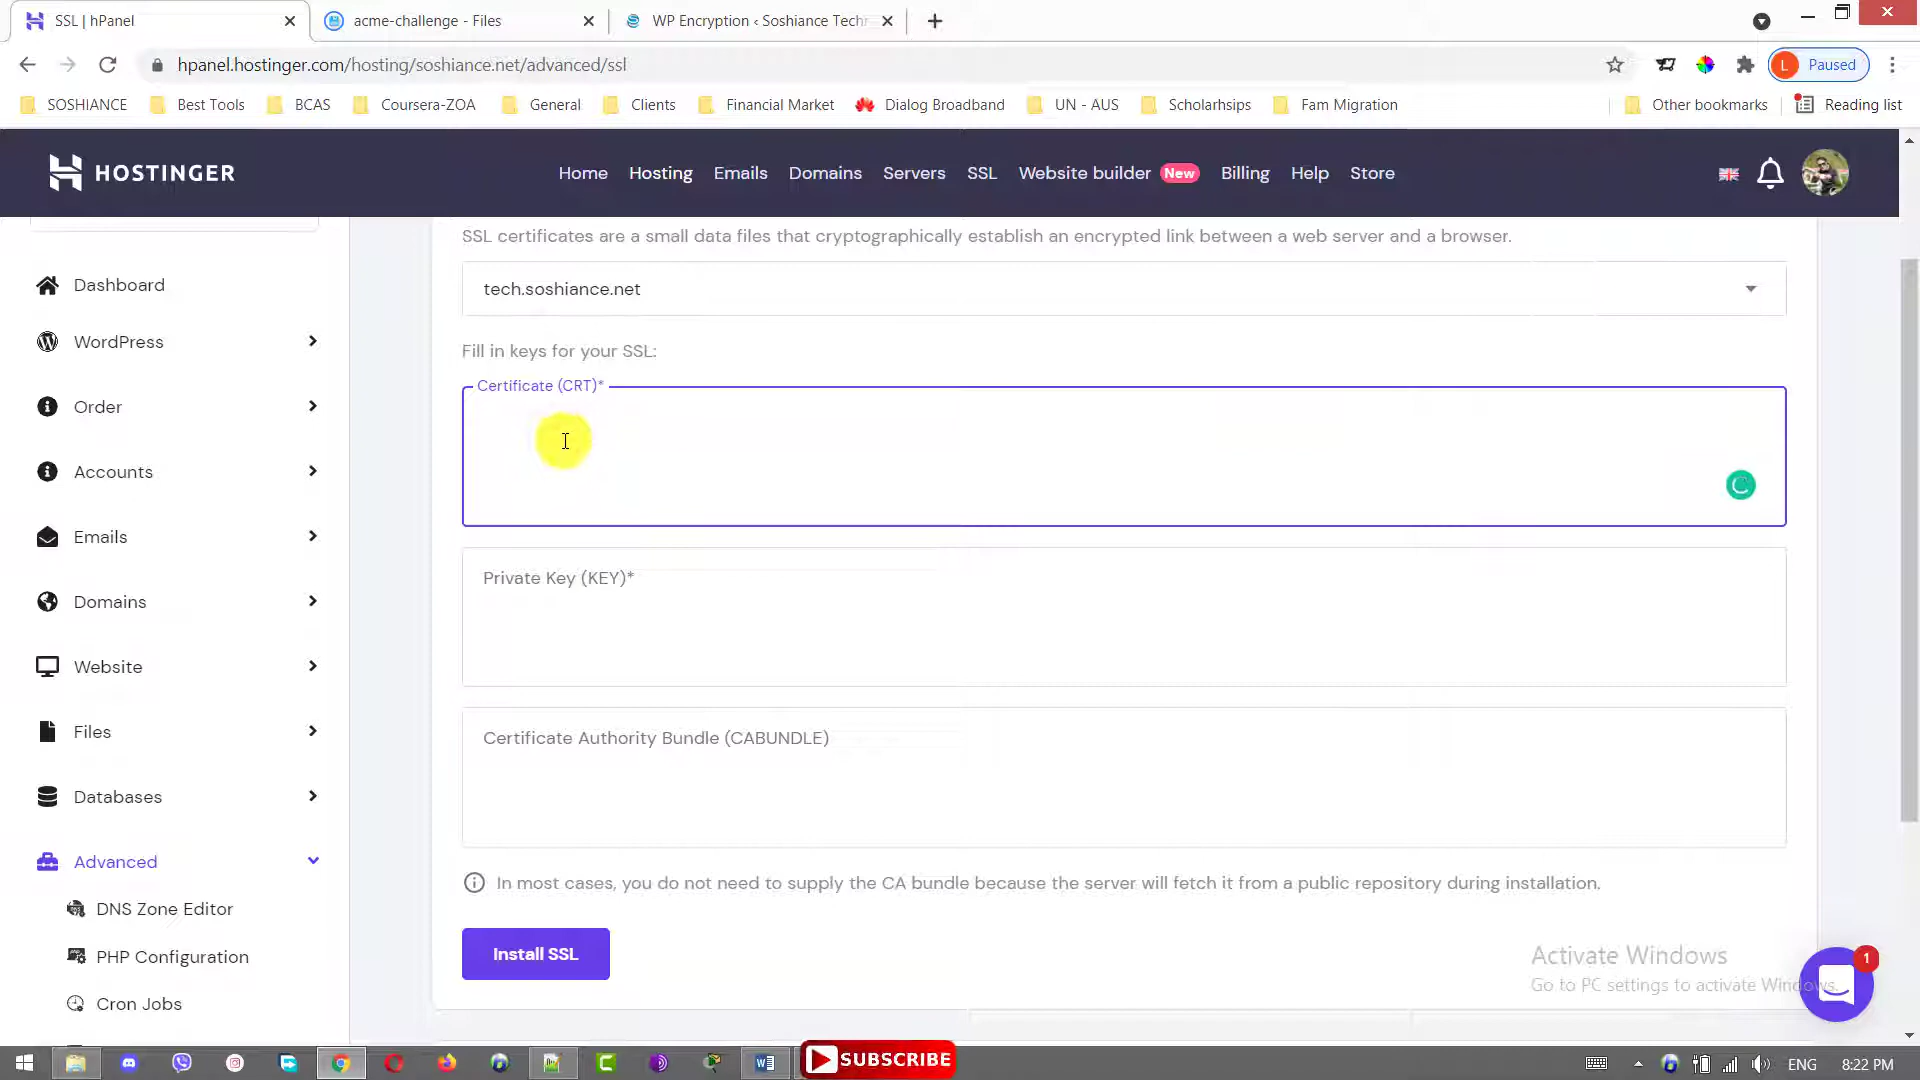 SSL | hPanel
acme-challenge - Files
WP Encryption ‹ Soshiance Techn
hpanel.hostinger.com/hosting/soshiance.net/advanced/ssl
L Paused
SOSHIANCE
Best Tools
BCAS
Coursera-ZOA
General
Clients
Financial Market
Dialog Broadband
UN - AUS
Scholarhsips
Fam Migration
Other bookmarks
Reading list
HOSTINGER
Home
Hosting
Emails
Domains
Servers
SSL
Website builder New
Billing
Help
Store
SSL certificates are a small data files that cryptographically establish an encrypted link between a web server and a browser.
tech.soshiance.net
Fill in keys for your SSL:
Certificate (CRT)*
Private Key (KEY)*
Certificate Authority Bundle (CABUNDLE)
In most cases, you do not need to supply the CA bundle because the server will fetch it from a public repository during installation.
Install SSL
Dashboard
WordPress
Order
Accounts
Emails
Domains
Website
Files
Databases
Advanced
DNS Zone Editor
PHP Configuration
Cron Jobs
Activate Windows
Go to PC settings to activate Windows.
1
SUBSCRIBE
ENG
8:22 PM